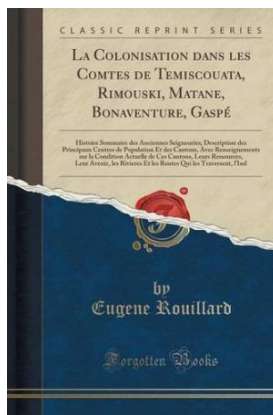 CLASSIC REPRINT SERIES
LA COLONISATION DANS LES
COMTES DE TEMISCOUATA,
RIMOUSKI, MATANE,
BONAVENTURE, GASPÉ
Histoire Sommaire des Anciennes Seigneuries; Description des
Principaux Centres de Population Et des Cantons, Avec Renseignements
sur la Condition Actuelle de Ces Cantons, Leurs Ressources,
Leur Avenir, les Rivieres Et les Routes Qui les Traversent, l'Ind
by
Eugene Rouillard
Forgotten Books